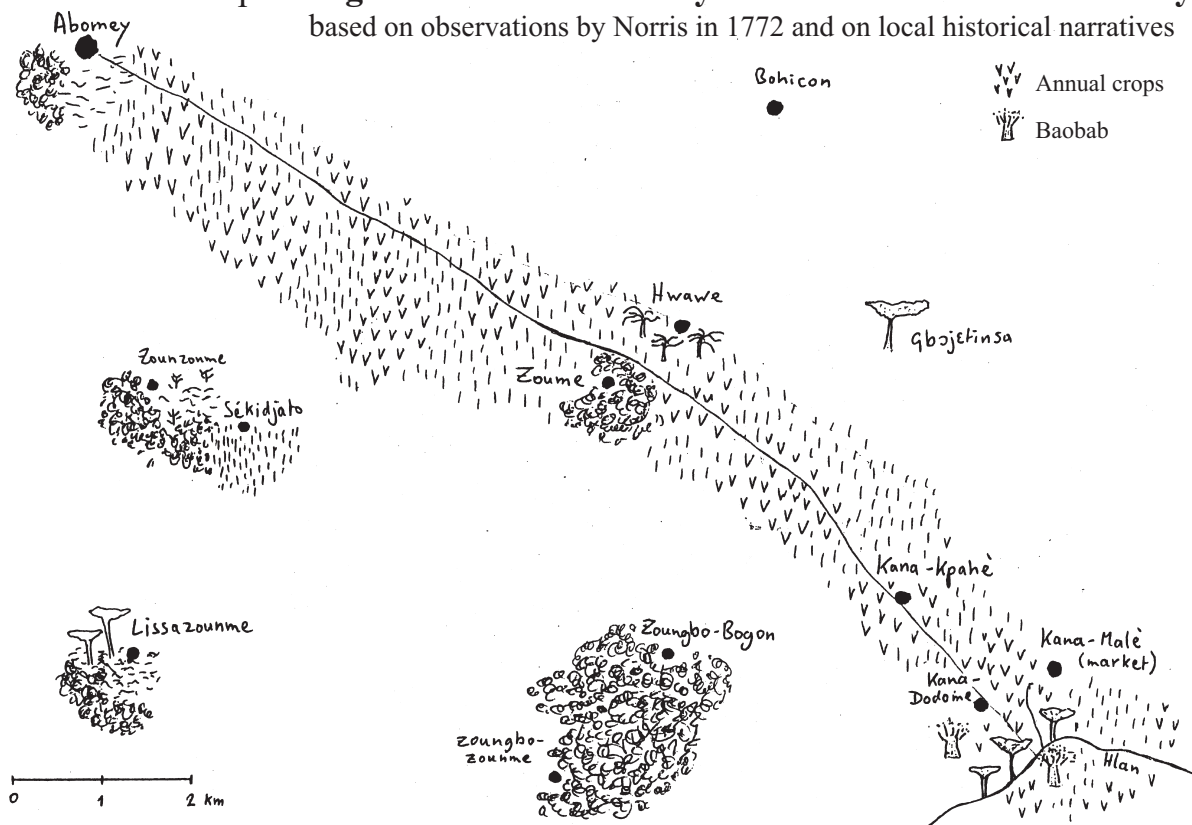 based on observations by Norris in 1772 and on local historical narratives
Abomey
Bohicon
Annual crops
Baobab
Hwawe
Gbɔjɛtinsa
Zounzonme
Zoume
Sékidjato
Kana-Kpahè
Lissazounme
Zoungbo-Bogon
Kana-Malè
(market)
Kana-
Dodome
Zoungbo-
zounme
Hlan
0 1 2 km